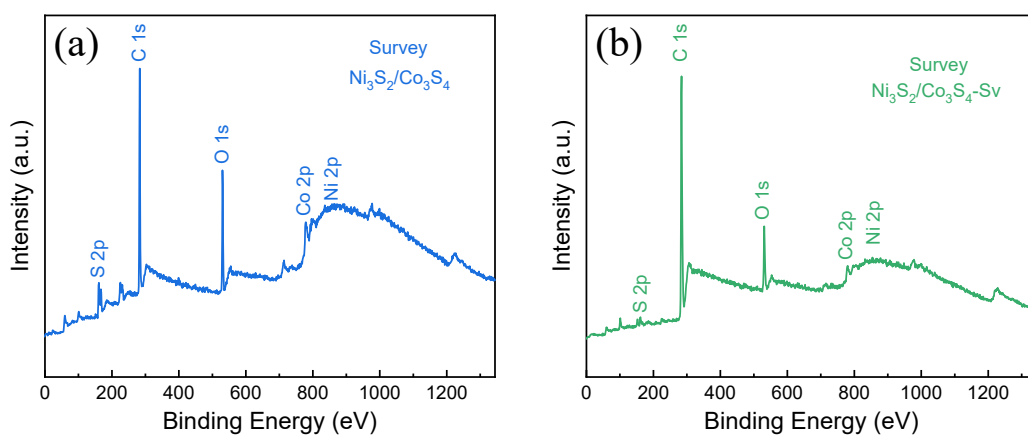 (a)
Survey
Ni₃S₂/Co₃S₄
C 1s
O 1s
Co 2p
Ni 2p
S 2p
Intensity (a.u.)
0 200 400 600 800 1000 1200
Binding Energy (eV)
(b)
Survey
Ni₃S₂/Co₃S₄-Sv
C 1s
O 1s
Co 2p
Ni 2p
S 2p
Intensity (a.u.)
0 200 400 600 800 1000 1200
Binding Energy (eV)